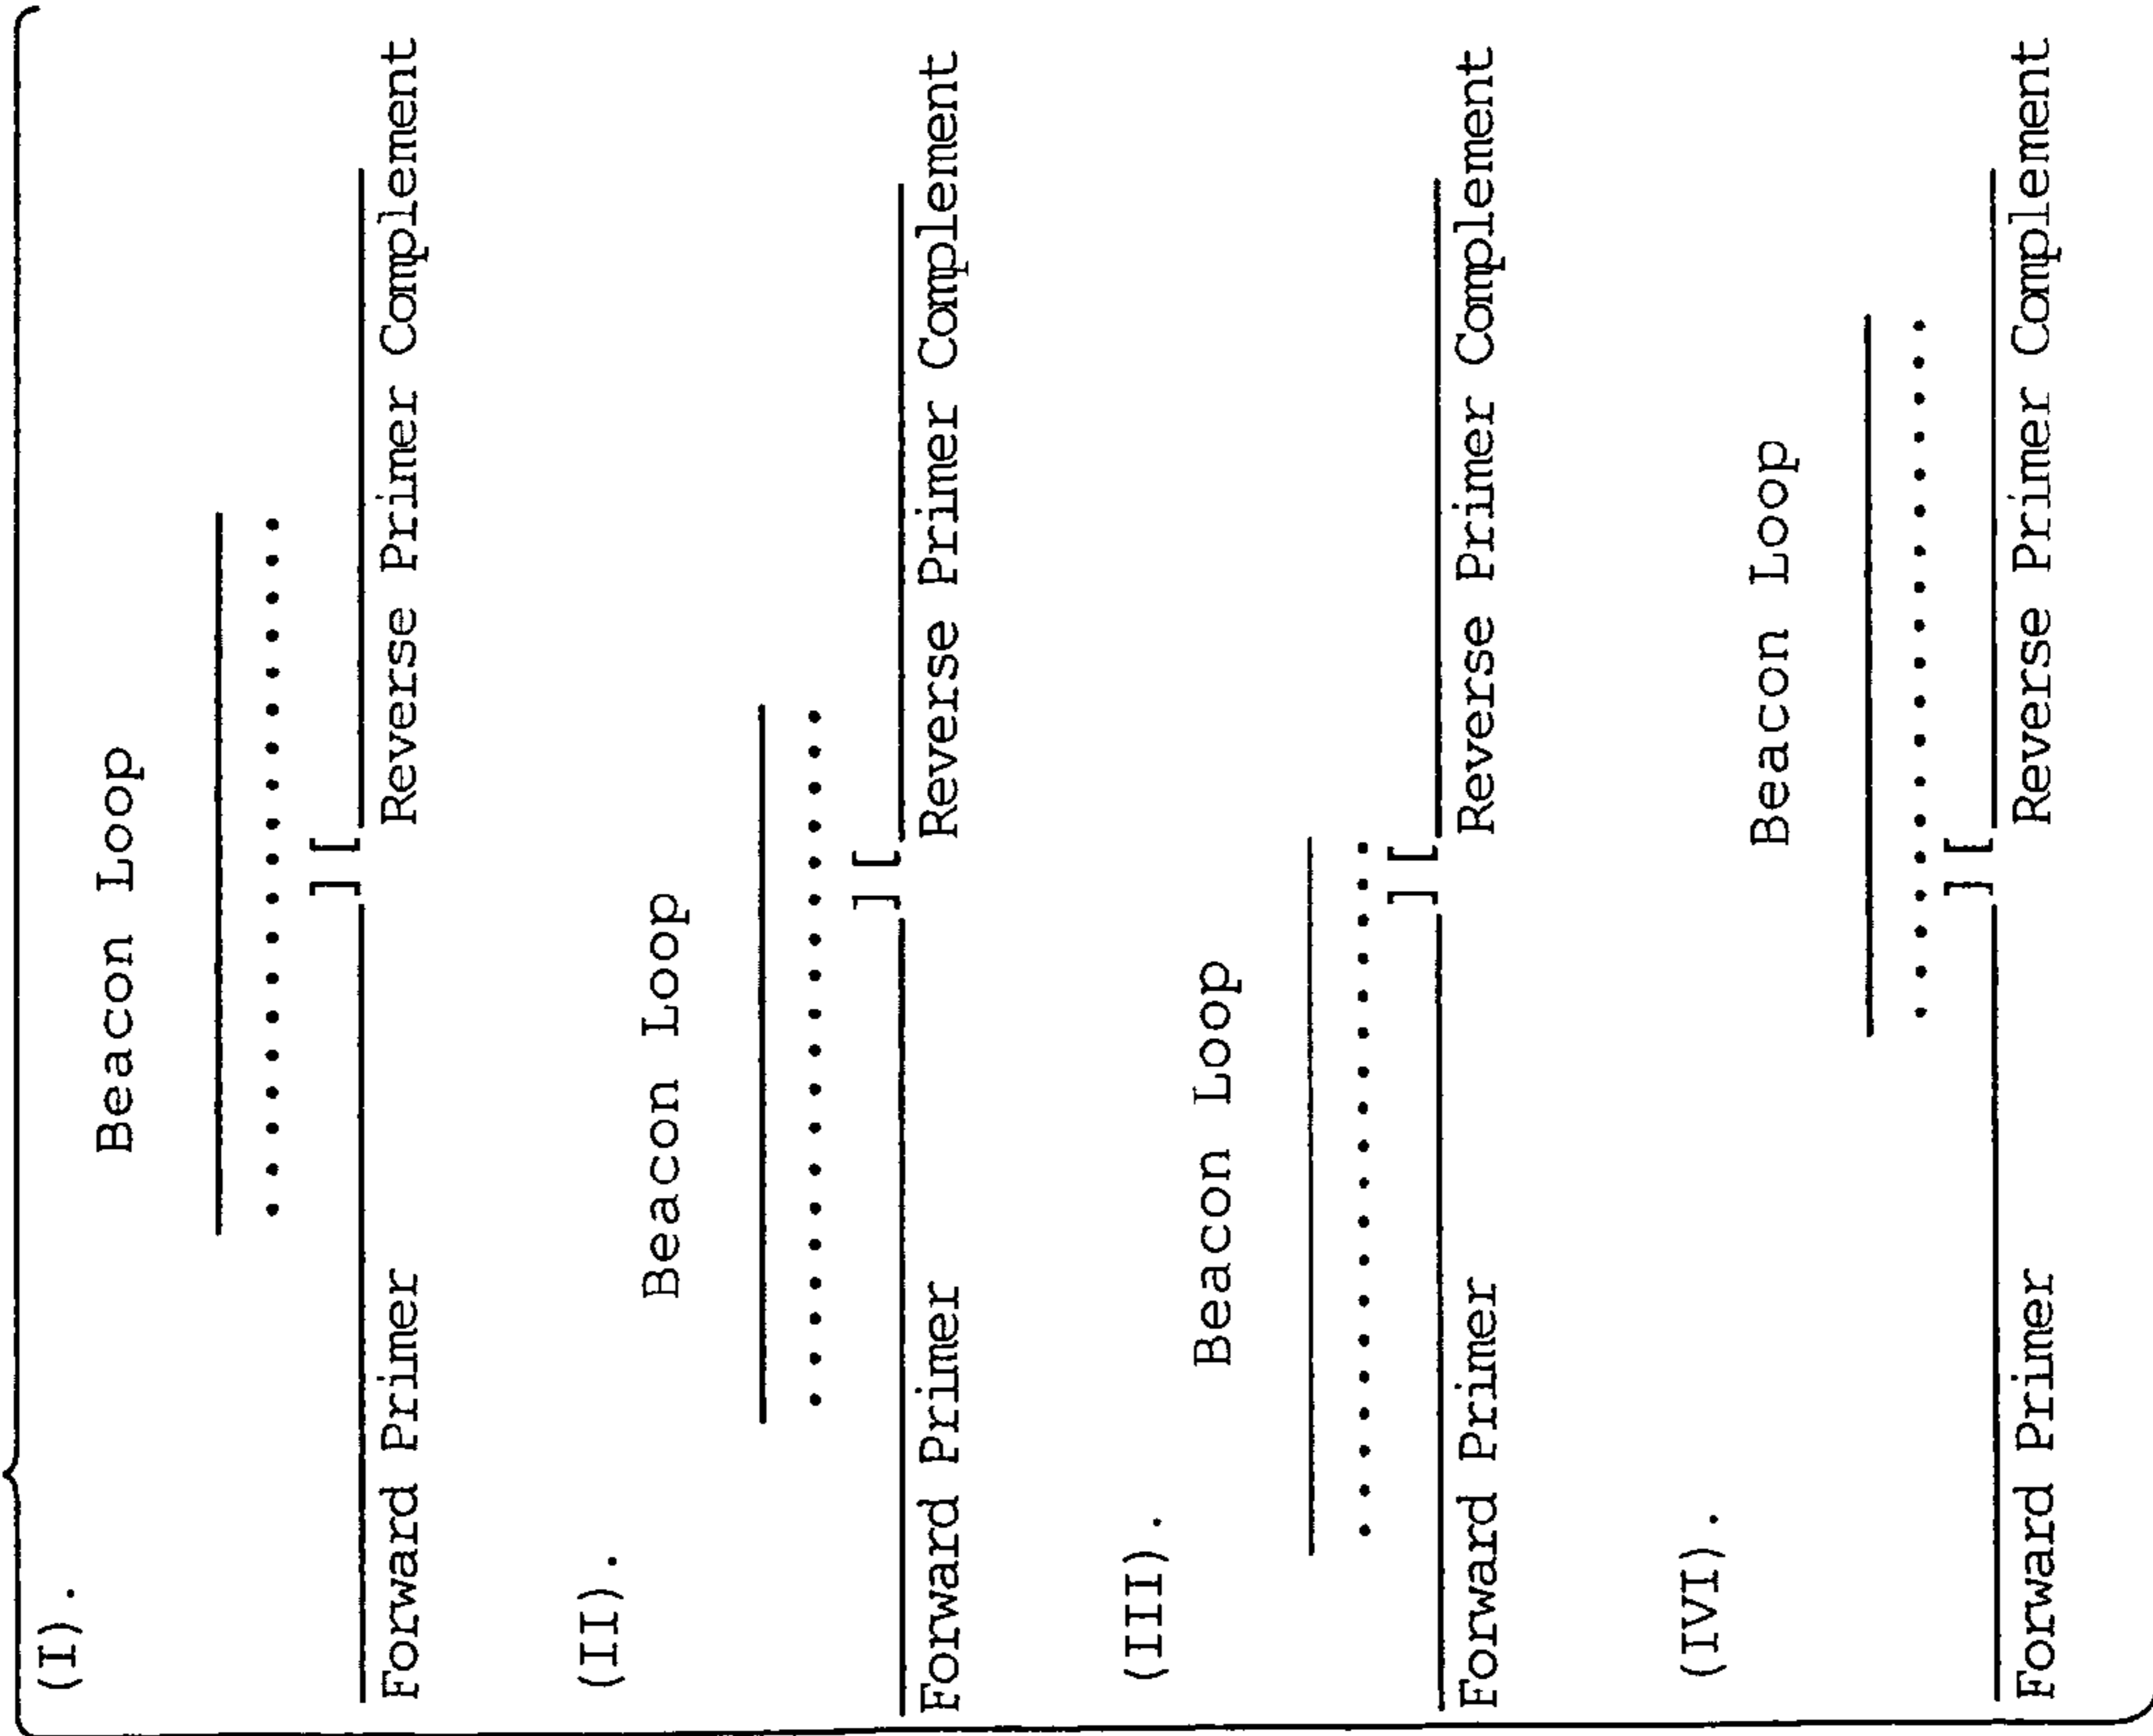 (I).
Beacon Loop
] [
Forward Primer Reverse Primer Complement
(II).
Beacon Loop
] [
Forward Primer Reverse Primer Complement
(III).
Beacon Loop
] [
Forward Primer Reverse Primer Complement
(IVI).
Beacon Loop
] [
Forward Primer Reverse Primer Complement